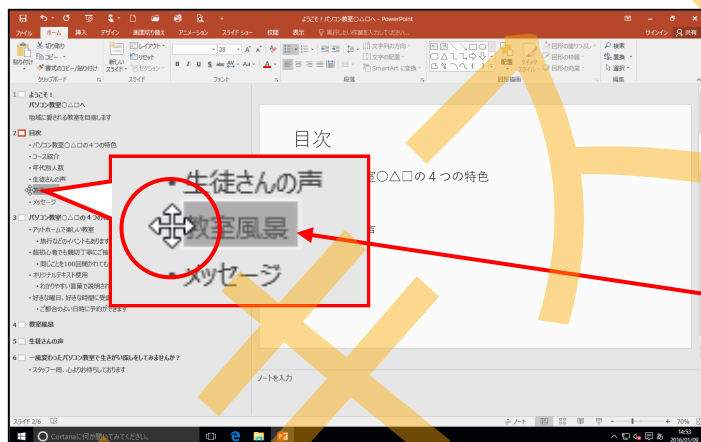 ようこそ！パソコン教室○△□へ - PowerPoint
ファイル ホーム 挿入 デザイン 画面切り替え アニメーション スライド ショー 校閲 表示 実行したい作業を入力してください... サインイン 共有
切り取り
コピー
書式のコピー/貼り付け
貼り付け
新しいスライド
レイアウト
リセット
セクション
28
文字列の方向
文字の配置
SmartArt に変換
配置
クイックスタイル
図形の塗りつぶし
図形の枠線
図形の効果
検索
置換
選択
クリップボード スライド フォント 段落 図形描画 編集
1 ようこそ！
パソコン教室○△□へ
地域に愛される教室を目指します
2 目次
・パソコン教室○△□の４つの特色
・コース紹介
・年代別人数
・生徒さんの声
・メッセージ
3 パソコン教室○△□の４つの特
・アットホームで楽しい教室
・旅行などのイベントもあります
・超初心者でも親切丁寧にご指
・同じことを100回聞かれても
・オリジナルテキスト使用
・わかりやすい言葉で説明され
・好きな曜日、好きな時間に受講
・ご都合のよい日時に予約ができます
4 教室風景
5 生徒さんの声
6 一風変わったパソコン教室で生きがい探しをしてみませんか？
・スタッフ一同、心よりお待ちしております
・生徒さんの声
教室風景
・メッセージ
目次
室○△□の４つの特色
声
ノートを入力
スライド 2/6
ノート
70%
Cortanaに何か聞いてみてください。
あ
14:53
2016/01/09